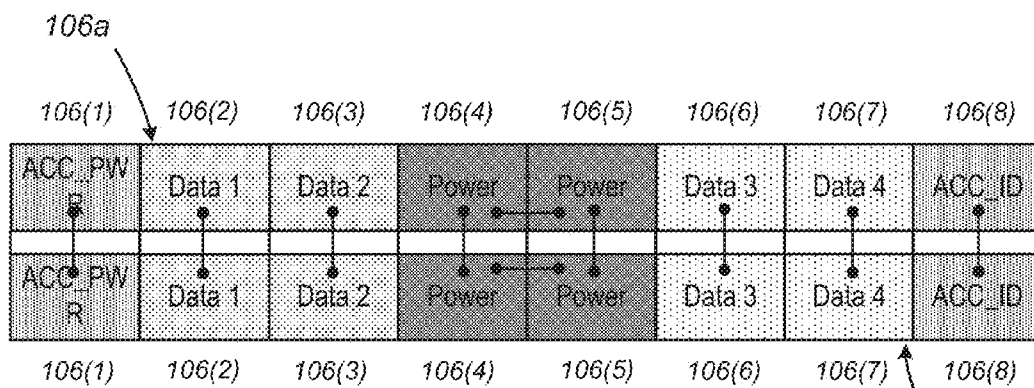 106a
106(1) 106(2) 106(3) 106(4) 106(5) 106(6) 106(7) 106(8)
ACC_PW
R Data 1 Data 2 Power Power Data 3 Data 4 ACC_ID
ACC_PW
R Data 1 Data 2 Power Power Data 3 Data 4 ACC_ID
106(1) 106(2) 106(3) 106(4) 106(5) 106(6) 106(7) 106(8)